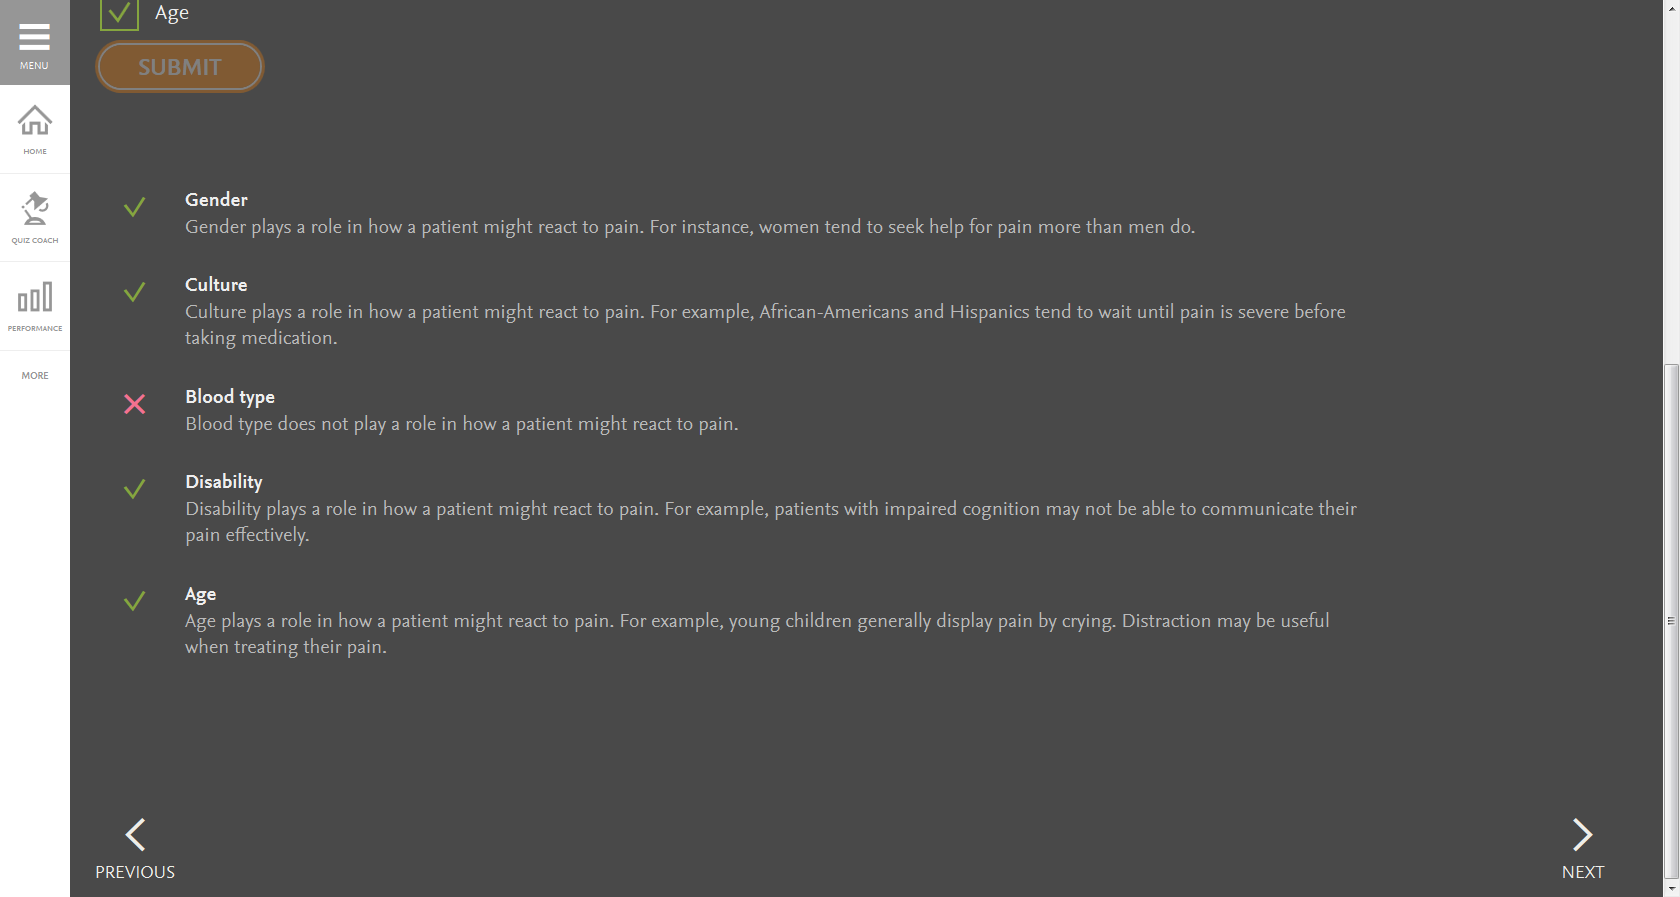 Age
SUBMIT
MENU
HOME
QUIZ COACH
PERFORMANCE
MORE
Gender
Gender plays a role in how a patient might react to pain. For instance, women tend to seek help for pain more than men do.
Culture
Culture plays a role in how a patient might react to pain. For example, African-Americans and Hispanics tend to wait until pain is severe before
taking medication.
Blood type
Blood type does not play a role in how a patient might react to pain.
Disability
Disability plays a role in how a patient might react to pain. For example, patients with impaired cognition may not be able to communicate their
pain effectively.
Age
Age plays a role in how a patient might react to pain. For example, young children generally display pain by crying. Distraction may be useful
when treating their pain.
PREVIOUS
NEXT